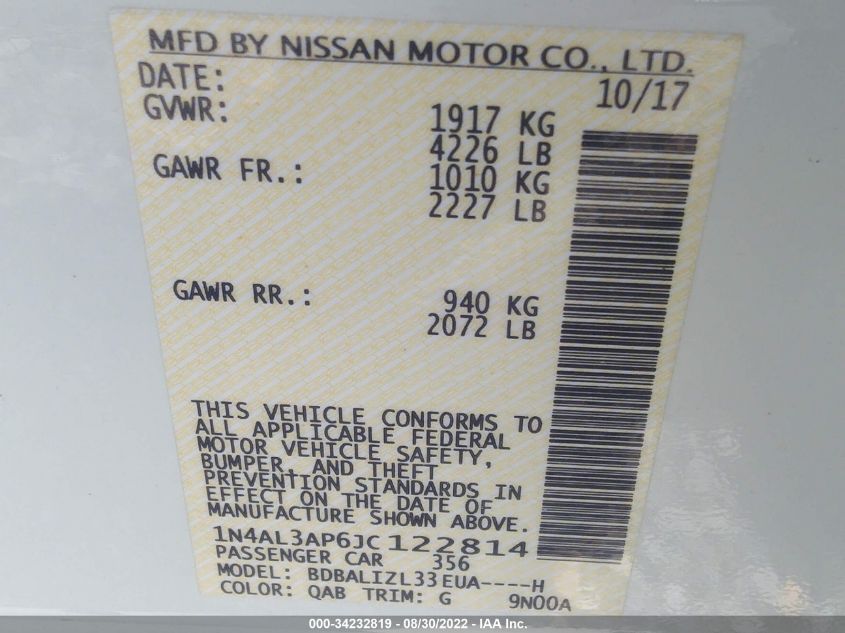 MFD BY NISSAN MOTOR CO., LTD.
DATE: 10/17
GVWR: 1917 KG
4226 LB
GAWR FR.: 1010 KG
2227 LB
GAWR RR.: 940 KG
2072 LB
THIS VEHICLE CONFORMS TO
ALL APPLICABLE FEDERAL
MOTOR VEHICLE SAFETY,
BUMPER, AND THEFT
PREVENTION STANDARDS IN
EFFECT ON THE DATE OF
MANUFACTURE SHOWN ABOVE.
1N4AL3AP6JC122814
PASSENGER CAR 356
MODEL: BDBALIZL33EUA----H
COLOR: QAB TRIM: G 9N00A
000-34232819 - 08/30/2022 - IAA Inc.